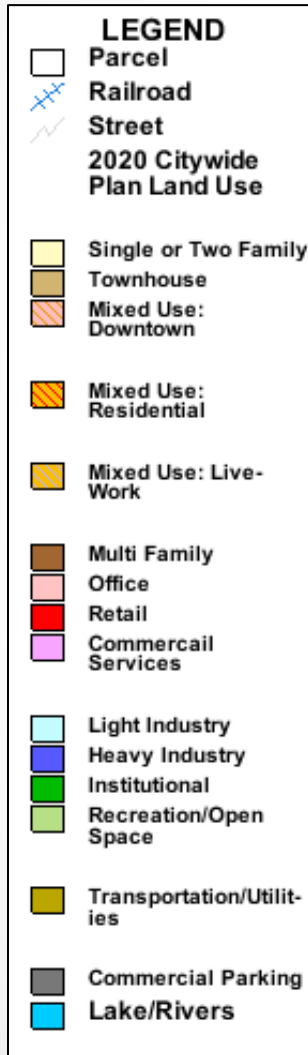 LEGEND
Parcel
Railroad
Street
2020 Citywide
Plan Land Use
Single or Two Family
Townhouse
Mixed Use:
Downtown
Mixed Use:
Residential
Mixed Use: Live-
Work
Multi Family
Office
Retail
Commercail
Services
Light Industry
Heavy Industry
Institutional
Recreation/Open
Space
Transportation/Utilit-
ies
Commercial Parking
Lake/Rivers